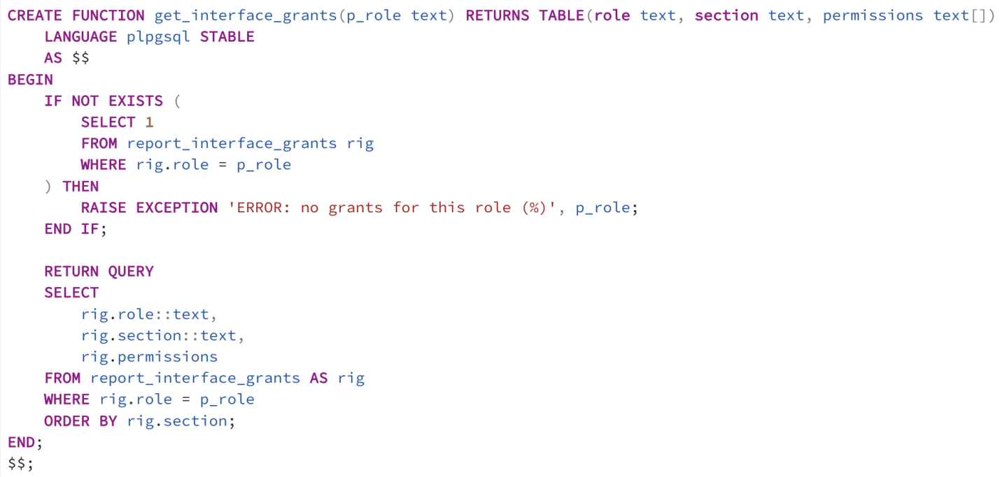 CREATE FUNCTION get_interface_grants(p_role text) RETURNS TABLE(role text, section text, permissions text[])
    LANGUAGE plpgsql STABLE
    AS $$
BEGIN
    IF NOT EXISTS (
        SELECT 1
        FROM report_interface_grants rig
        WHERE rig.role = p_role
    ) THEN
        RAISE EXCEPTION 'ERROR: no grants for this role (%)', p_role;
    END IF;

    RETURN QUERY
    SELECT
        rig.role::text,
        rig.section::text,
        rig.permissions
    FROM report_interface_grants AS rig
    WHERE rig.role = p_role
    ORDER BY rig.section;
END;
$$;